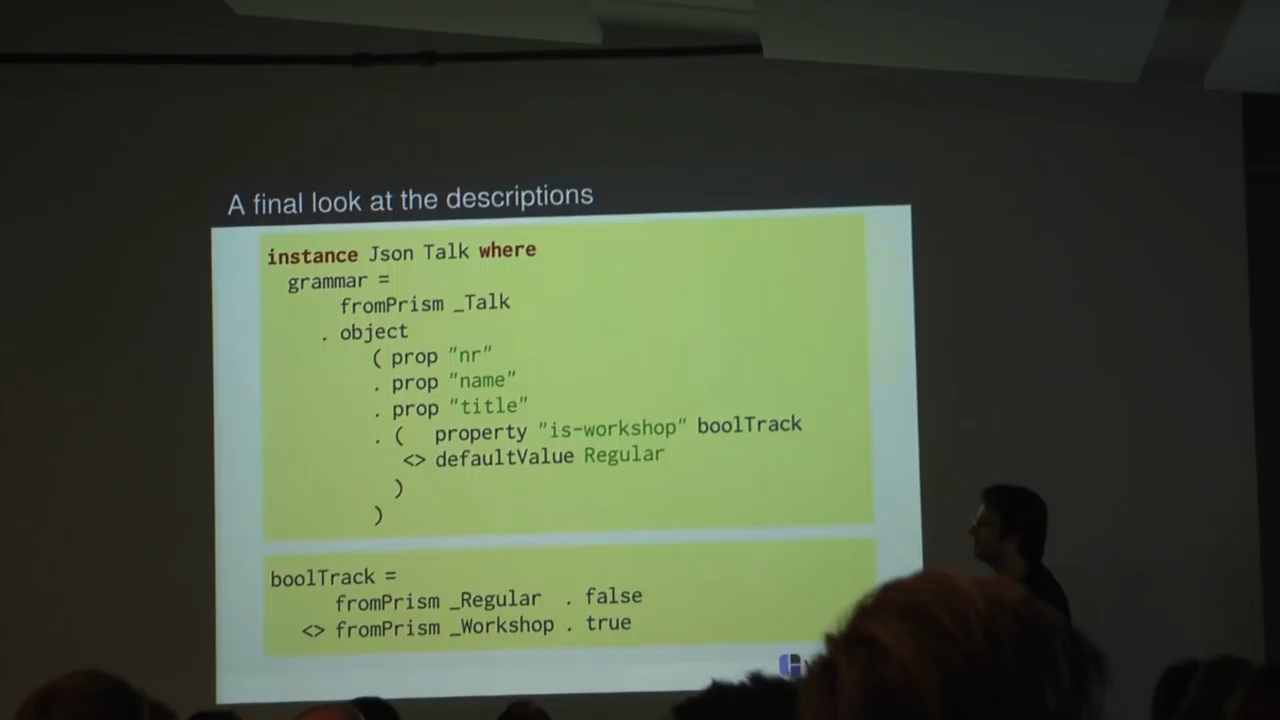 A final look at the descriptions
instance Json Talk where
  grammar =
       fromPrism _Talk
     . object
          ( prop "nr"
          . prop "name"
          . prop "title"
          . (   property "is-workshop" boolTrack
             <> defaultValue Regular
            )
          )
boolTrack =
      fromPrism _Regular  . false
   <> fromPrism _Workshop . true